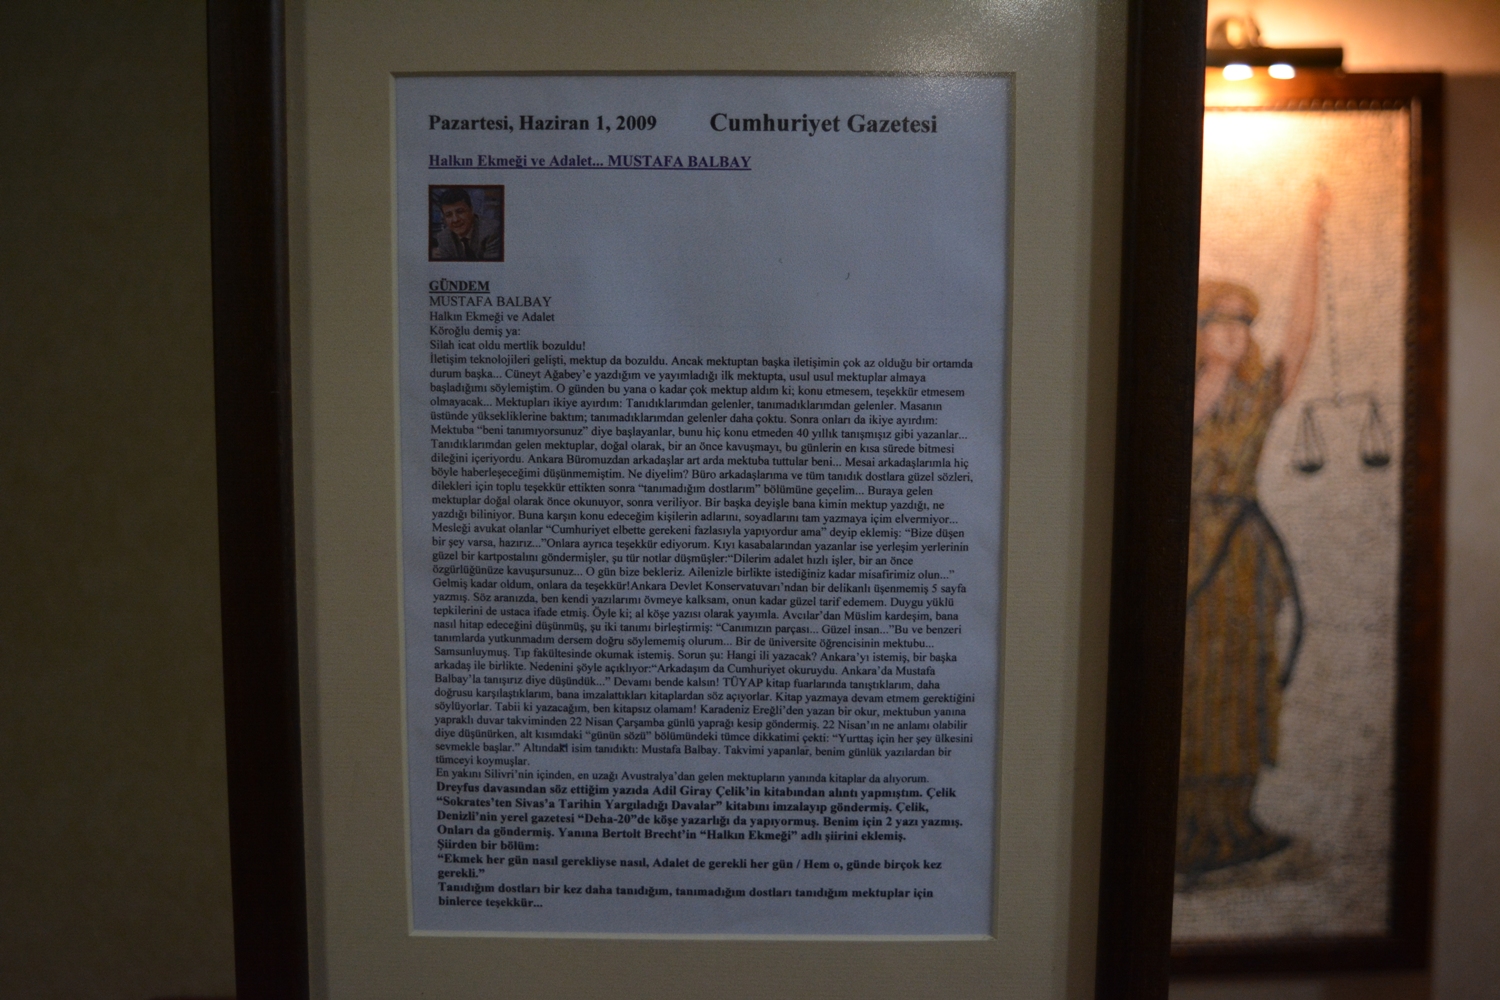 Pazartesi, Haziran 1, 2009 Cumhuriyet Gazetesi
Halkın Ekmeği ve Adalet... MUSTAFA BALBAY
GÜNDEM
MUSTAFA BALBAY
Halkın Ekmeği ve Adalet
Köroğlu demiş ya:
Silah icat oldu mertlik bozuldu!
İletişim teknolojileri gelişti, mektup da bozuldu. Ancak mektuptan başka iletişimin çok az olduğu bir ortamda
durum başka... Cüneyt Ağabey'e yazdığım ve yayımladığı ilk mektupta, usul usul mektuplar almaya
başladığımı söylemiştim. O günden bu yana o kadar çok mektup aldım ki; konu etmesem, teşekkür etmesem
olmayacak... Mektupları ikiye ayırdım: Tanıdıklarımdan gelenler, tanımadıklarımdan gelenler. Masanın
üstünde yüksekliklerine baktım; tanımadıklarımdan gelenler daha çoktu. Sonra onları da ikiye ayırdım:
Mektuba “beni tanımıyorsunuz” diye başlayanlar, bunu hiç konu etmeden 40 yıllık tanışmışız gibi yazanlar...
Tanıdıklarımdan gelen mektuplar, doğal olarak, bir an önce kavuşmayı, bu günlerin en kısa sürede bitmesi
dileğini içeriyordu. Ankara Büromuzdan arkadaşlar art arda mektuba tuttular beni... Mesai arkadaşlarımla hiç
böyle haberleşeceğimi düşünmemiştim. Ne diyelim? Büro arkadaşlarıma ve tüm tanıdık dostlara güzel sözleri,
dilekleri için toplu teşekkür ettikten sonra “tanımadığım dostlarım” bölümüne geçelim... Buraya gelen
mektuplar doğal olarak önce okunuyor, sonra veriliyor. Bir başka deyişle bana kimin mektup yazdığı, ne
yazdığı biliniyor. Buna karşın konu edeceğim kişilerin adlarını, soyadlarını tam yazmaya içim elvermiyor...
Mesleği avukat olanlar “Cumhuriyet elbette gerekeni fazlasıyla yapıyordur ama” deyip eklemiş: “Bize düşen
bir şey varsa, hazırız...”Onlara ayrıca teşekkür ediyorum. Kıyı kasabalarından yazanlar ise yerleşim yerlerinin
güzel bir kartpostalını göndermişler, şu tür notlar düşmüşler:“Dilerim adalet hızlı işler, bir an önce
özgürlüğünüze kavuşursunuz... O gün bize bekleriz. Ailenizle birlikte istediğiniz kadar misafirimiz olun...”
Gelmiş kadar oldum, onlara da teşekkür!Ankara Devlet Konservatuvarı'ndan bir delikanlı üşenmemiş 5 sayfa
yazmış. Söz aranızda, ben kendi yazılarımı övmeye kalksam, onun kadar güzel tarif edemem. Duygu yüklü
tepkilerini de ustaca ifade etmiş. Öyle ki; al köşe yazısı olarak yayımla. Avcılar'dan Müslim kardeşim, bana
nasıl hitap edeceğini düşünmüş, şu iki tanımı birleştirmiş: “Canımızın parçası... Güzel insan...”Bu ve benzeri
tanımlarda yutkunmadım dersem doğru söylememiş olurum... Bir de üniversite öğrencisinin mektubu...
Samsunluymuş. Tıp fakültesinde okumak istemiş. Sorun şu: Hangi ili yazacak? Ankara'yı istemiş, bir başka
arkadaş ile birlikte. Nedenini şöyle açıklıyor:“Arkadaşım da Cumhuriyet okuruydu. Ankara'da Mustafa
Balbay'la tanışırız diye düşündük...” Devamı bende kalsın! TÜYAP kitap fuarlarında tanıştıklarım, daha
doğrusu karşılaştıklarım, bana imzalattıkları kitaplardan söz açıyorlar. Kitap yazmaya devam etmem gerektiğini
söylüyorlar. Tabii ki yazacağım, ben kitapsız olamam! Karadeniz Ereğli'den yazan bir okur, mektubun yanına
yapraklı duvar takviminden 22 Nisan Çarşamba günlü yaprağı kesip göndermiş. 22 Nisan'ın ne anlamı olabilir
diye düşünürken, alt kısımdaki “günün sözü” bölümündeki tümce dikkatimi çekti: “Yurttaş için her şey ülkesini
sevmekle başlar.” Altındaki isim tanıdıktı: Mustafa Balbay. Takvimi yapanlar, benim günlük yazılardan bir
tümceyi koymuşlar.
En yakını Silivri'nin içinden, en uzağı Avustralya'dan gelen mektupların yanında kitaplar da alıyorum.
Dreyfus davasından söz ettiğim yazıda Adil Giray Çelik'in kitabından alıntı yapmıştım. Çelik
“Sokrates'ten Sivas'a Tarihin Yargıladığı Davalar” kitabını imzalayıp göndermiş. Çelik,
Denizli'nin yerel gazetesi “Deha-20”de köşe yazarlığı da yapıyormuş. Benim için 2 yazı yazmış.
Onları da göndermiş. Yanına Bertolt Brecht'in “Halkın Ekmeği” adlı şiirini eklemiş.
Şiirden bir bölüm:
“Ekmek her gün nasıl gerekliyse nasıl, Adalet de gerekli her gün / Hem o, günde birçok kez
gerekli.”
Tanıdığım dostları bir kez daha tanıdığım, tanımadığım dostları tanıdığım mektuplar için
binlerce teşekkür...